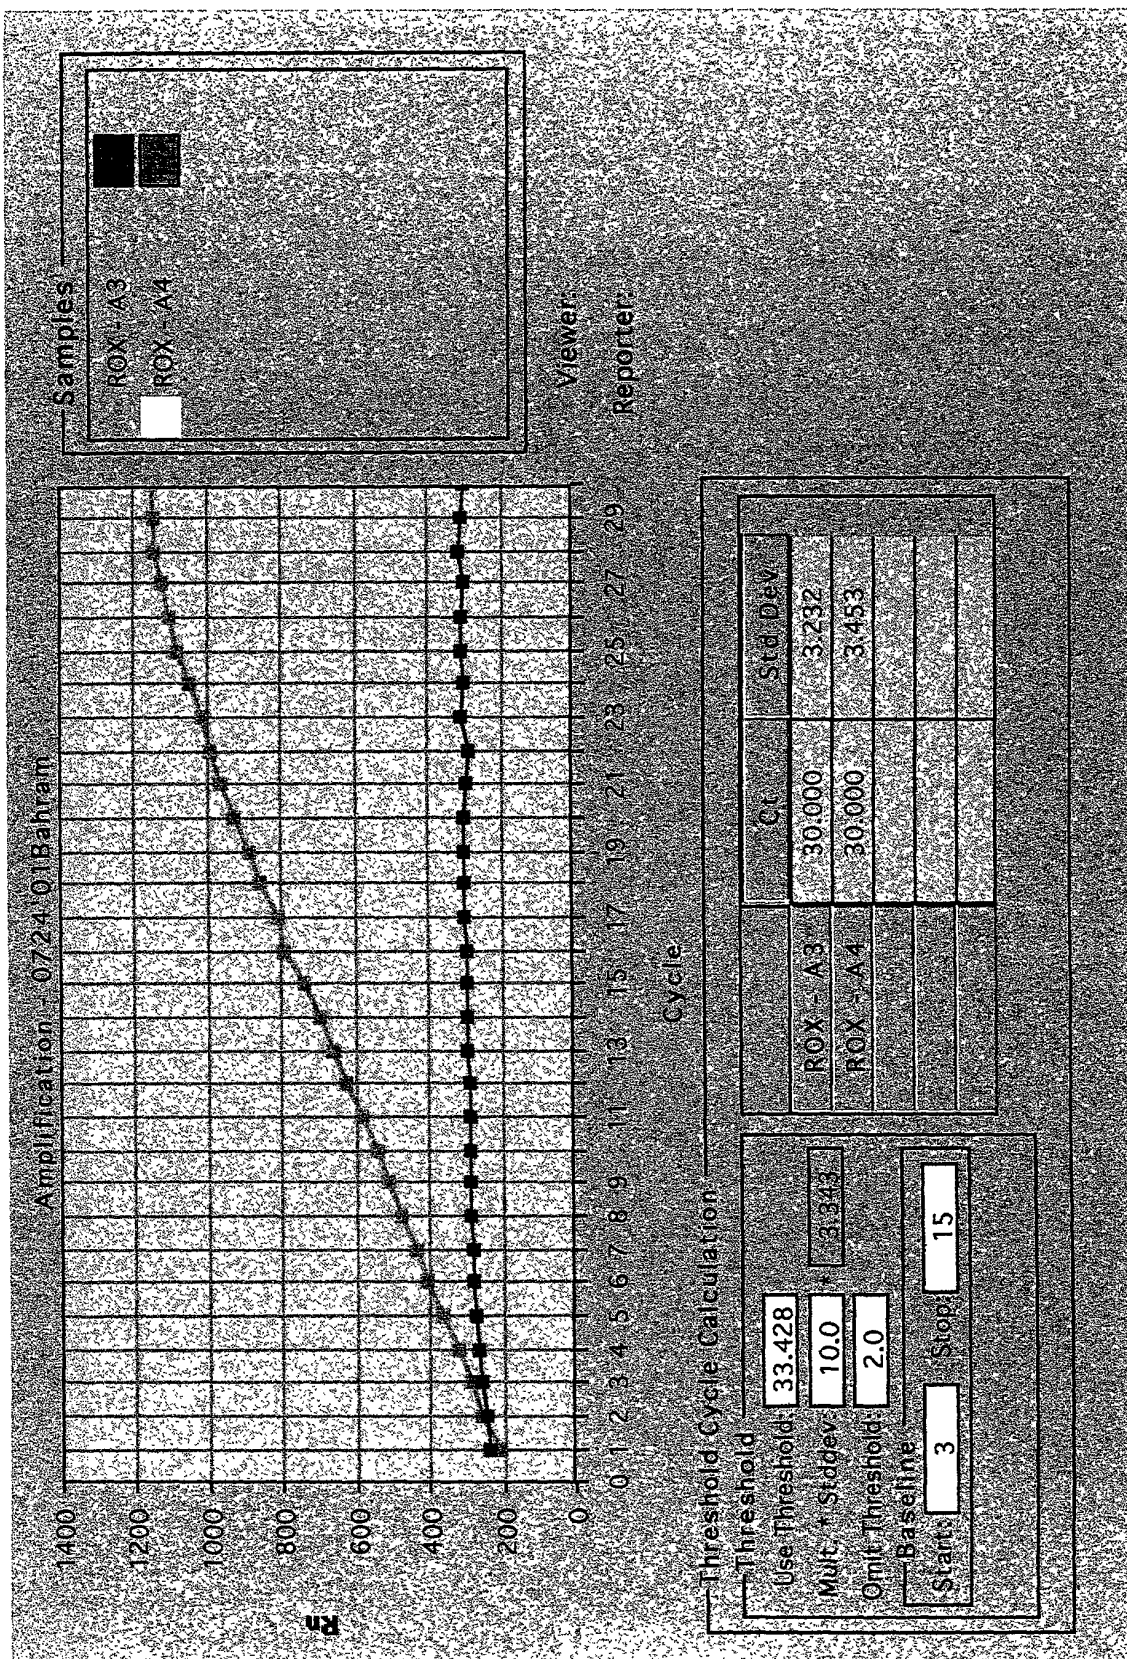 Amplification - 0724'01Bahram
Rn
1400
1200
1000
800
600
400
200
0
0 1 2 3 4 5 6 7 8 9 11 13 15 17 19 21 23 25 27 29
Cycle
Samples
ROX - A3
ROX - A4
Viewer:
Reporter:
Threshold Cycle Calculation
Threshold
Use Threshold: 33.428
Mult. * Stddev 10.0 * 3.343
Omit Threshold: 2.0
Baseline
Start: 3 Stop: 15
Ct Std Dev
ROX - A3 30.000 3.232
ROX - A4 30.000 3.453